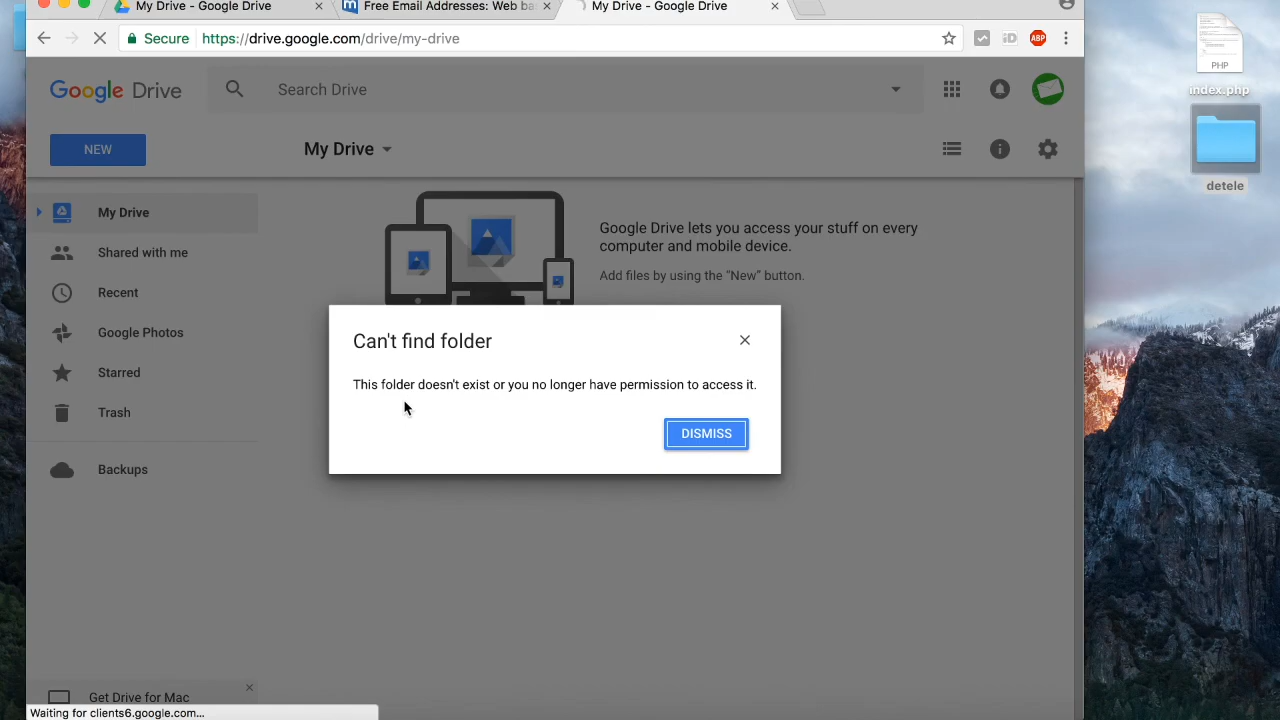 My Drive - Google Drive
Free Email Addresses: Web ba
My Drive - Google Drive
Secure
https://drive.google.com/drive/my-drive
iD
ABP
Google Drive
Search Drive
NEW
My Drive
My Drive
Shared with me
Recent
Google Photos
Starred
Trash
Backups
Google Drive lets you access your stuff on every
computer and mobile device.
Add files by using the “New” button.
Can't find folder
This folder doesn't exist or you no longer have permission to access it.
DISMISS
Get Drive for Mac
Waiting for clients6.google.com...
PHP
index.php
detele